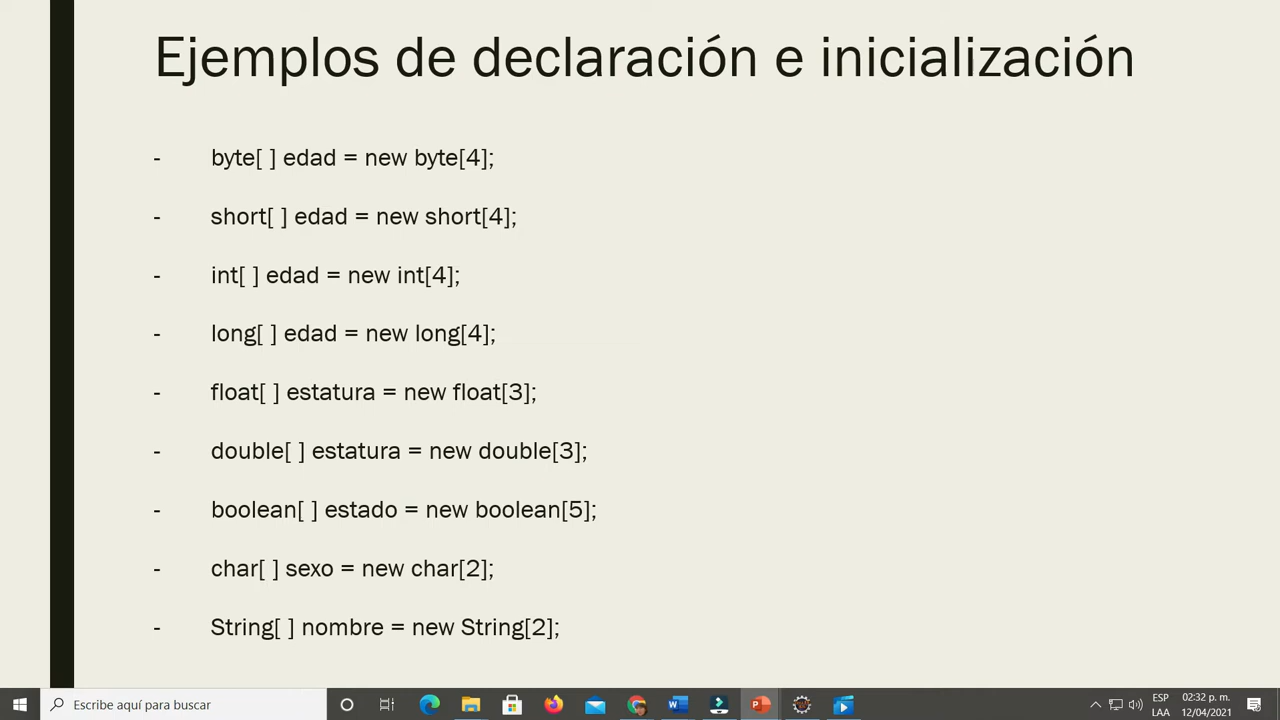 Ejemplos de declaración e inicialización
- byte[ ] edad = new byte[4];
- short[ ] edad = new short[4];
- int[ ] edad = new int[4];
- long[ ] edad = new long[4];
- float[ ] estatura = new float[3];
- double[ ] estatura = new double[3];
- boolean[ ] estado = new boolean[5];
- char[ ] sexo = new char[2];
- String[ ] nombre = new String[2];
Escribe aquí para buscar
ESP 02:32 p. m.
LAA 12/04/2021